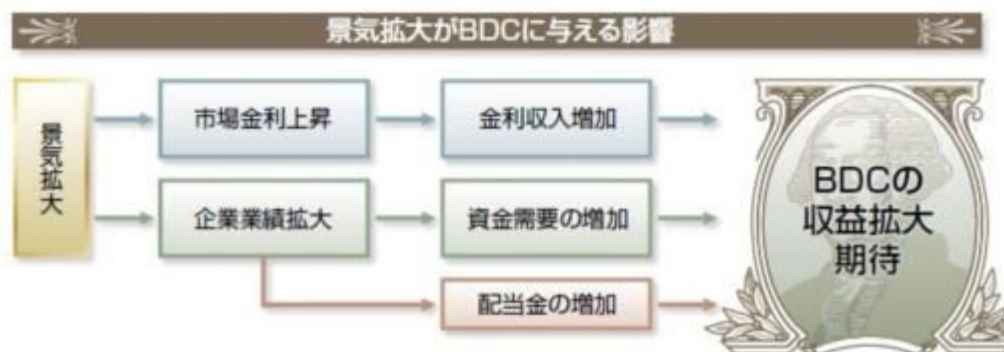 景気拡大がBDCに与える影響
景気拡大
市場金利上昇
金利収入増加
企業業績拡大
資金需要の増加
配当金の増加
BDCの
収益拡大
期待